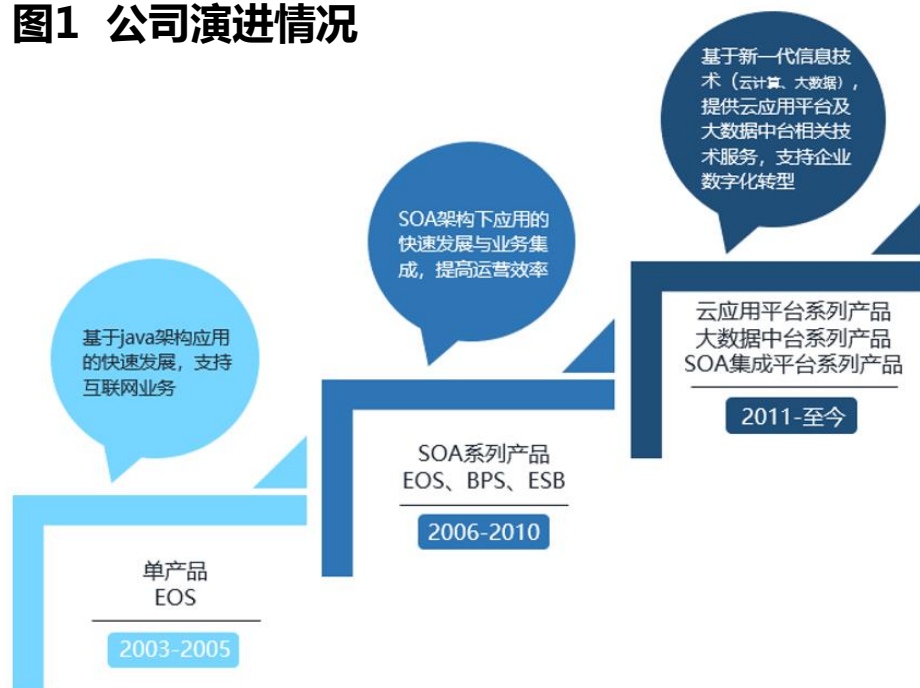 图1 公司演进情况
基于java架构应用
的快速发展，支持
互联网业务
单产品
EOS
2003-2005
SOA架构下应用的
快速发展与业务集
成，提高运营效率
SOA系列产品
EOS、BPS、ESB
2006-2010
基于新一代信息技
术（云计算、大数据），
提供云应用平台及
大数据中台相关技
术服务，支持企业
数字化转型
云应用平台系列产品
大数据中台系列产品
SOA集成平台系列产品
2011-至今